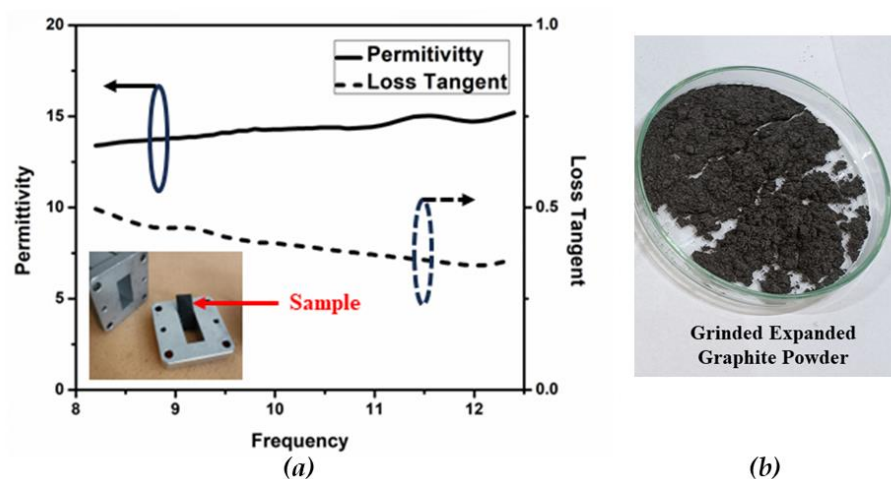 20
15
10
5
0
Permittivity
8
9
10
11
12
Frequency
1.0
0.5
0.0
Loss Tangent
Permitivitty
Loss Tangent
Sample
(a)
Grinded Expanded
Graphite Powder
(b)